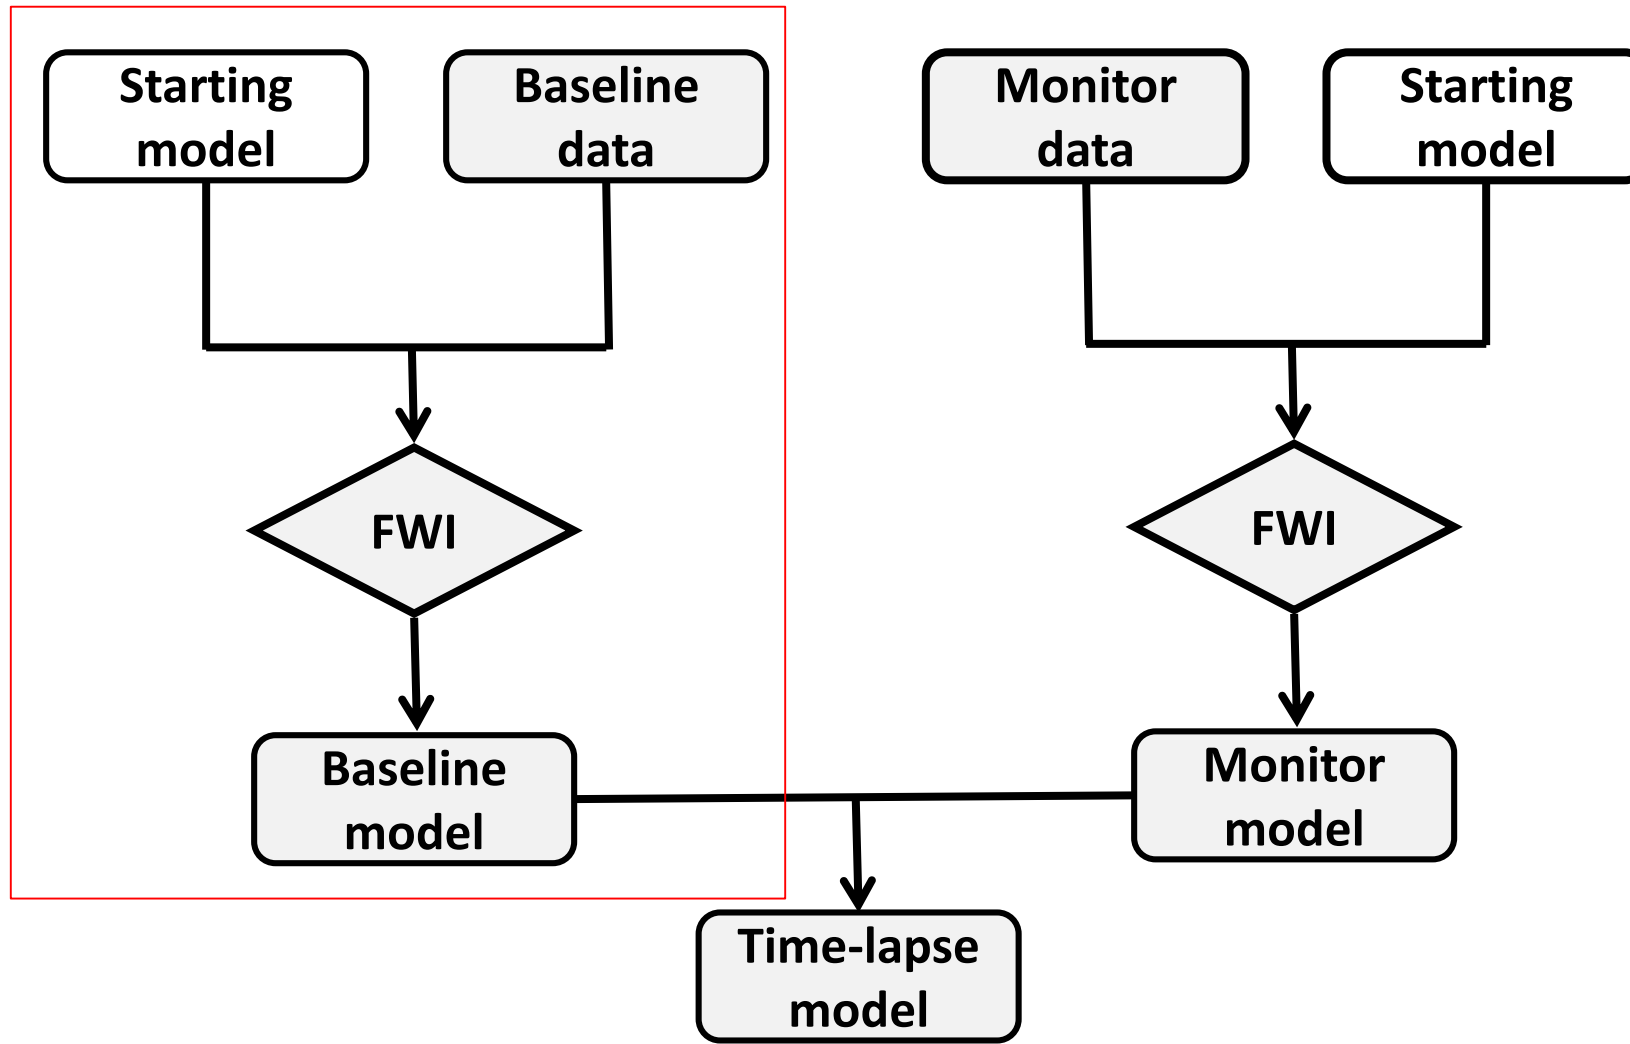 Starting
model
Baseline
data
Monitor
data
Starting
model
FWI
FWI
Baseline
model
Monitor
model
Time-lapse
model